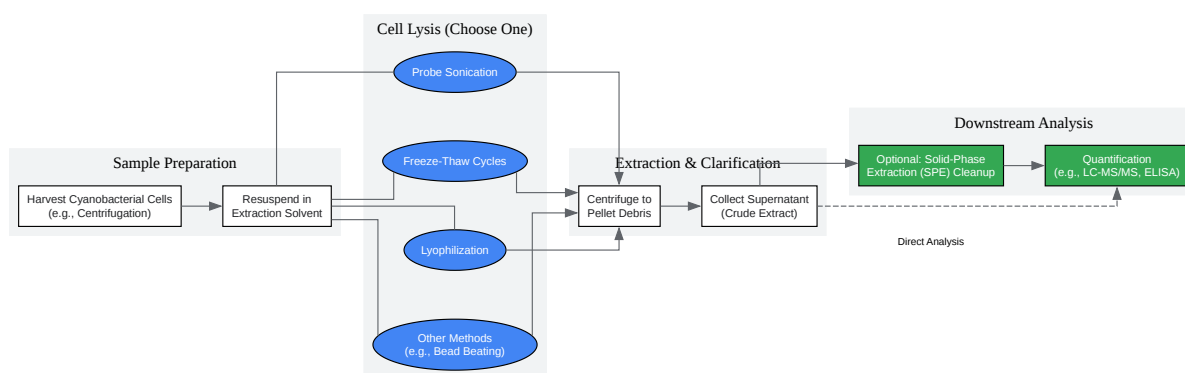 Cell Lysis (Choose One)
Probe Sonication
Freeze-Thaw Cycles
Lyophilization
Other Methods
(e.g., Bead Beating)
Sample Preparation
Harvest Cyanobacterial Cells
(e.g., Centrifugation)
Resuspend in
Extraction Solvent
Extraction & Clarification
Centrifuge to
Pellet Debris
Collect Supernatant
(Crude Extract)
Downstream Analysis
Optional: Solid-Phase
Extraction (SPE) Cleanup
Quantification
(e.g., LC-MS/MS, ELISA)
Direct Analysis